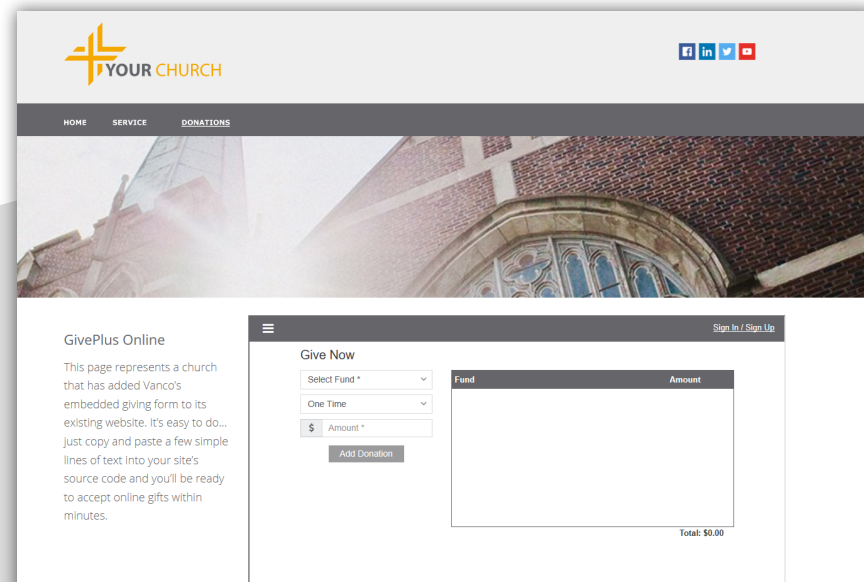 YOUR CHURCH
HOME SERVICE DONATIONS
GivePlus Online
This page represents a church
that has added Vanco's
embedded giving form to its
existing website. It's easy to do...
just copy and paste a few simple
lines of text into your site's
source code and you'll be ready
to accept online gifts within
minutes.
Sign In / Sign Up
Give Now
Select Fund *
One Time
$ Amount *
Add Donation
Fund Amount
Total: $0.00